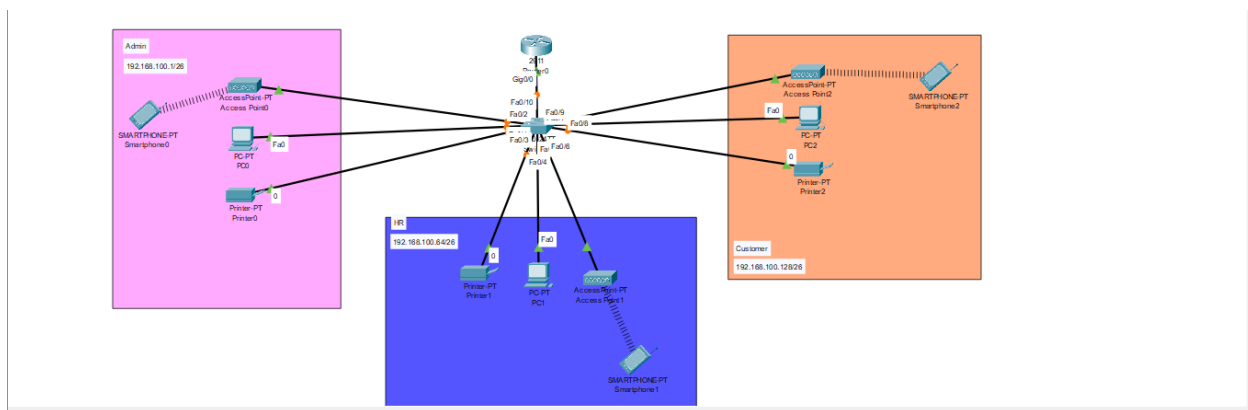 Admin
192.168.100.1/26
AccessPoint-PT
Access Point0
SMARTPHONE-PT
Smartphone0
PC-PT
PC0
Fa0
Printer-PT
Printer0
0
Gig0/0
Fa0/10
Fa0/2
Fa0/9
Fa0/8
Fa0/3
Fa0/6
Fa0/4
HR
192.168.100.64/26
0
Fa0
Printer-PT
Printer1
PC-PT
PC1
AccessPoint-PT
Access Point1
SMARTPHONE-PT
Smartphone1
AccessPoint-PT
Access Point2
SMARTPHONE-PT
Smartphone2
Fa0
PC-PT
PC2
0
Printer-PT
Printer2
Customer
192.168.100.128/26